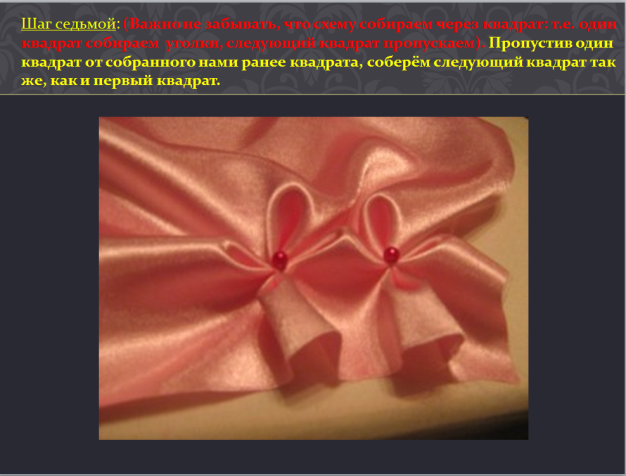 Шаг седьмой: (Важно не забывать, что схему собираем через квадрат: т.е. один
квадрат собираем уголки, следующий квадрат пропускаем). Пропустив один
квадрат от собранного нами ранее квадрата, соберём следующий квадрат так
же, как и первый квадрат.